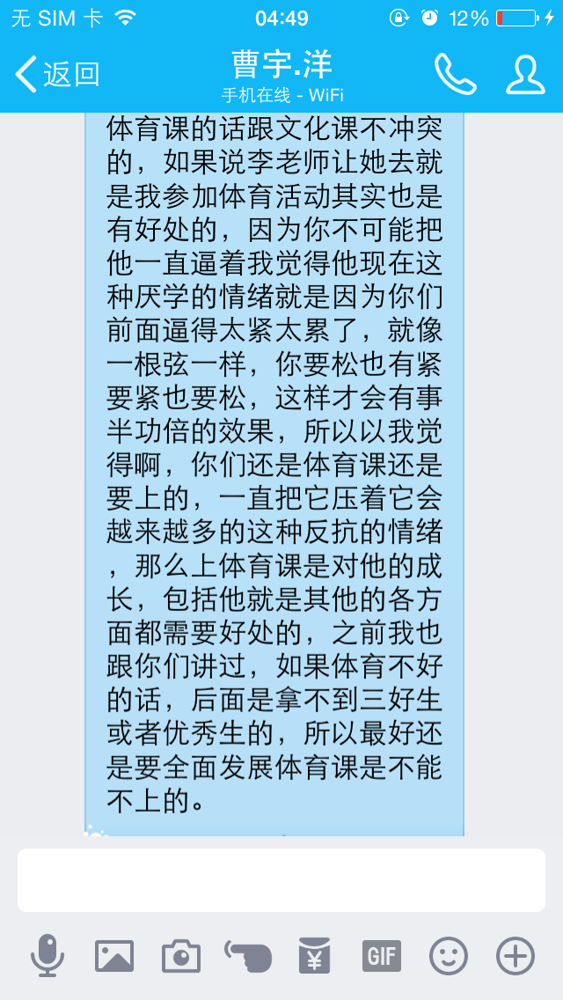 无 SIM 卡
04:49
12%
返回
曹宇.洋
手机在线 - WiFi
体育课的话跟文化课不冲突
的，如果说李老师让她去就
是我参加体育活动其实也是
有好处的，因为你不可能把
他一直逼着我觉得他现在这
种厌学的情绪就是因为你们
前面逼得太紧太累了，就像
一根弦一样，你要松也有紧
要紧也要松，这样才会有事
半功倍的效果，所以以我觉
得啊，你们还是体育课还是
要上的，一直把它压着它会
越来越多的这种反抗的情绪
，那么上体育课是对他的成
长，包括他就是其他的各方
面都需要好处的，之前我也
跟你们讲过，如果体育不好
的话，后面是拿不到三好生
或者优秀生的，所以最好还
是要全面发展体育课是不能
不上的。
¥
GIF